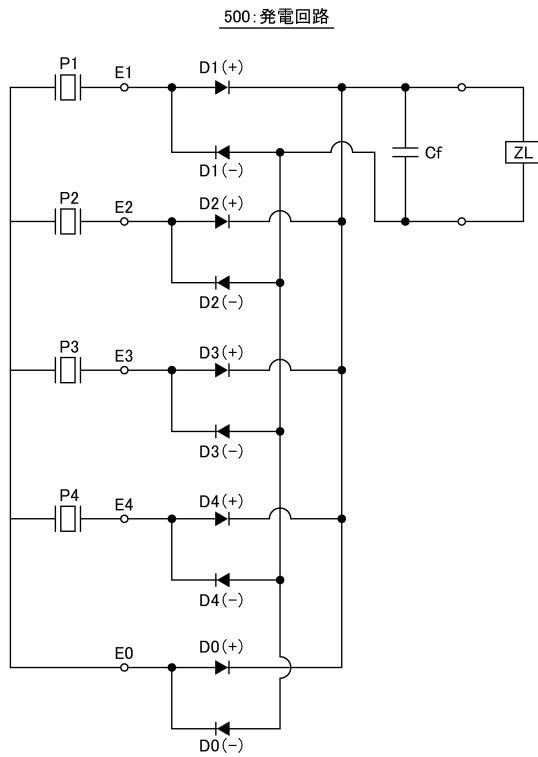 500:発電回路
P1
E1
D1(+)
D1(-)
Cf
ZL
P2
E2
D2(+)
D2(-)
P3
E3
D3(+)
D3(-)
P4
E4
D4(+)
D4(-)
E0
D0(+)
D0(-)